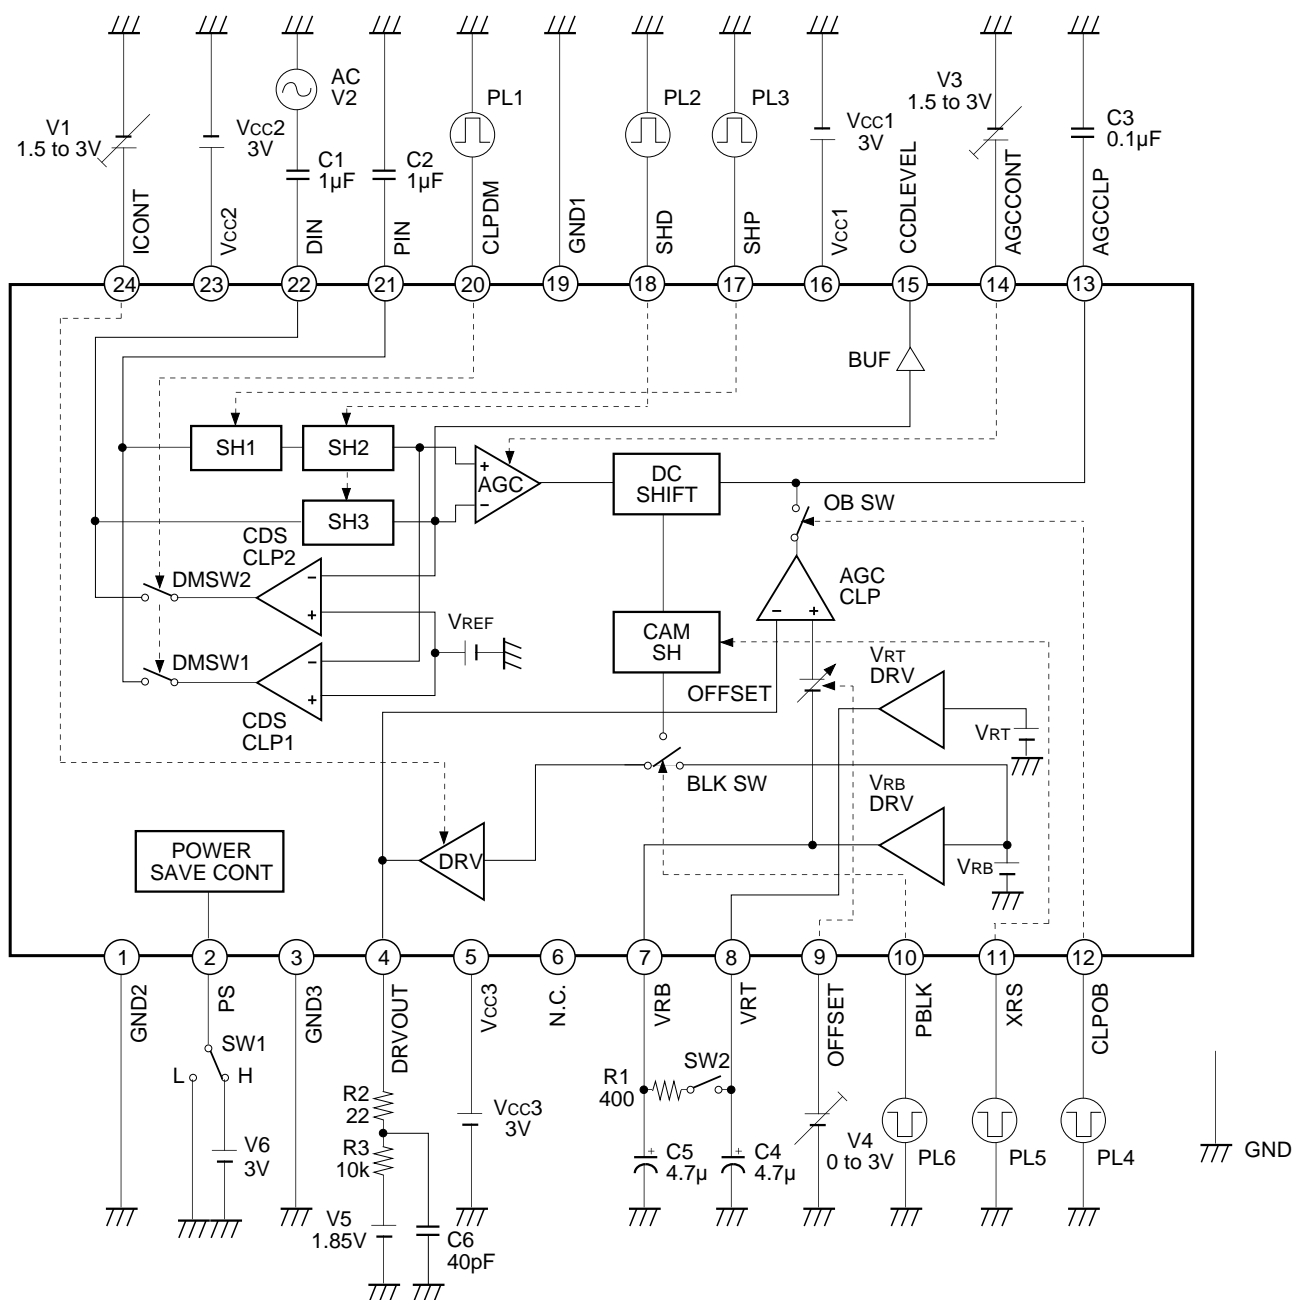 AC
V2
PL1
PL2
PL3
V3
1.5 to 3V
V1
1.5 to 3V
VCC2
3V
C1
1µF
C2
1µF
VCC1
3V
C3
0.1µF
ICONT
VCC2
DIN
PIN
CLPDM
GND1
SHD
SHP
VCC1
CCDLEVEL
AGCCONT
AGCCLP
24
23
22
21
20
19
18
17
16
15
14
13
BUF
SH1
SH2
+
AGC
−
DC
SHIFT
SH3
OB SW
CDS
CLP2
DMSW2
−
+
AGC
CLP
−
+
VREF
CAM
SH
DMSW1
−
+
CDS
CLP1
OFFSET
VRT
DRV
VRT
BLK SW
VRB
DRV
VRB
POWER
SAVE CONT
DRV
1
2
3
4
5
6
7
8
9
10
11
12
GND2
PS
GND3
DRVOUT
VCC3
N.C.
VRB
VRT
OFFSET
PBLK
XRS
CLPOB
SW1
L
H
V6
3V
R2
22
R3
10k
V5
1.85V
C6
40pF
VCC3
3V
R1
400
SW2
C5
4.7µ
+
C4
4.7µ
+
V4
0 to 3V
PL6
PL5
PL4
GND